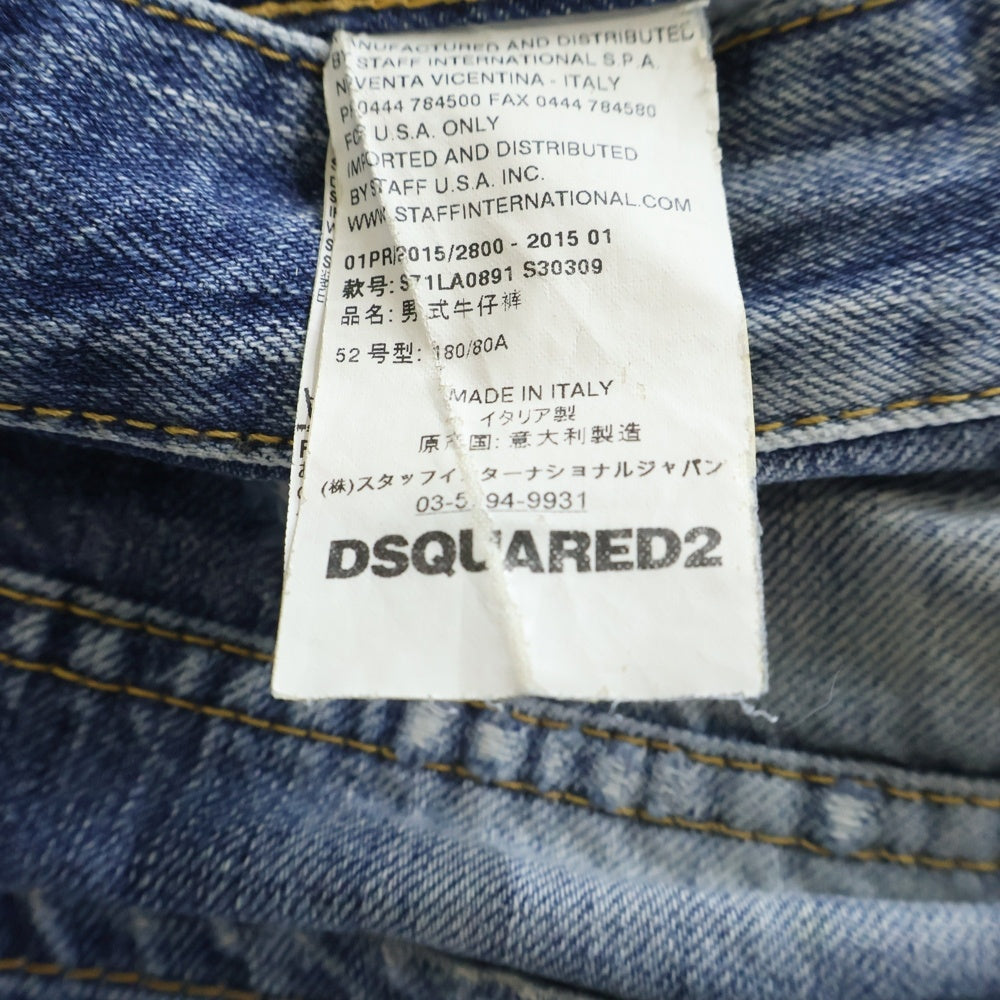 MANUFACTURED AND DISTRIBUTED
BY STAFF INTERNATIONAL S.P.A.
VENTA VICENTINA - ITALY
0444 784500 FAX 0444 784580
FOR U.S.A. ONLY
IMPORTED AND DISTRIBUTED
BY STAFF U.S.A. INC.
WWW.STAFFINTERNATIONAL.COM
01PR 2015/2800 - 2015 01
款号: S71LA0891 S30309
品名: 男式牛仔裤
52 号型: 180/80A
MADE IN ITALY
イタリア製
原产国: 意大利製造
(株)スタッフインターナショナルジャパン
DSQUARED2